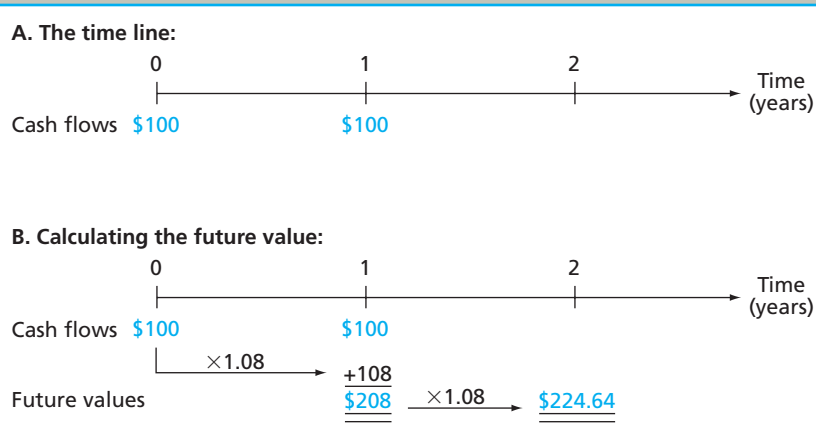 A. The time line:
0 1 2
Time
(years)
Cash flows $100 $100
B. Calculating the future value:
0 1 2
Time
(years)
Cash flows $100 $100
×1.08
+108
Future values $208 ×1.08 $224.64